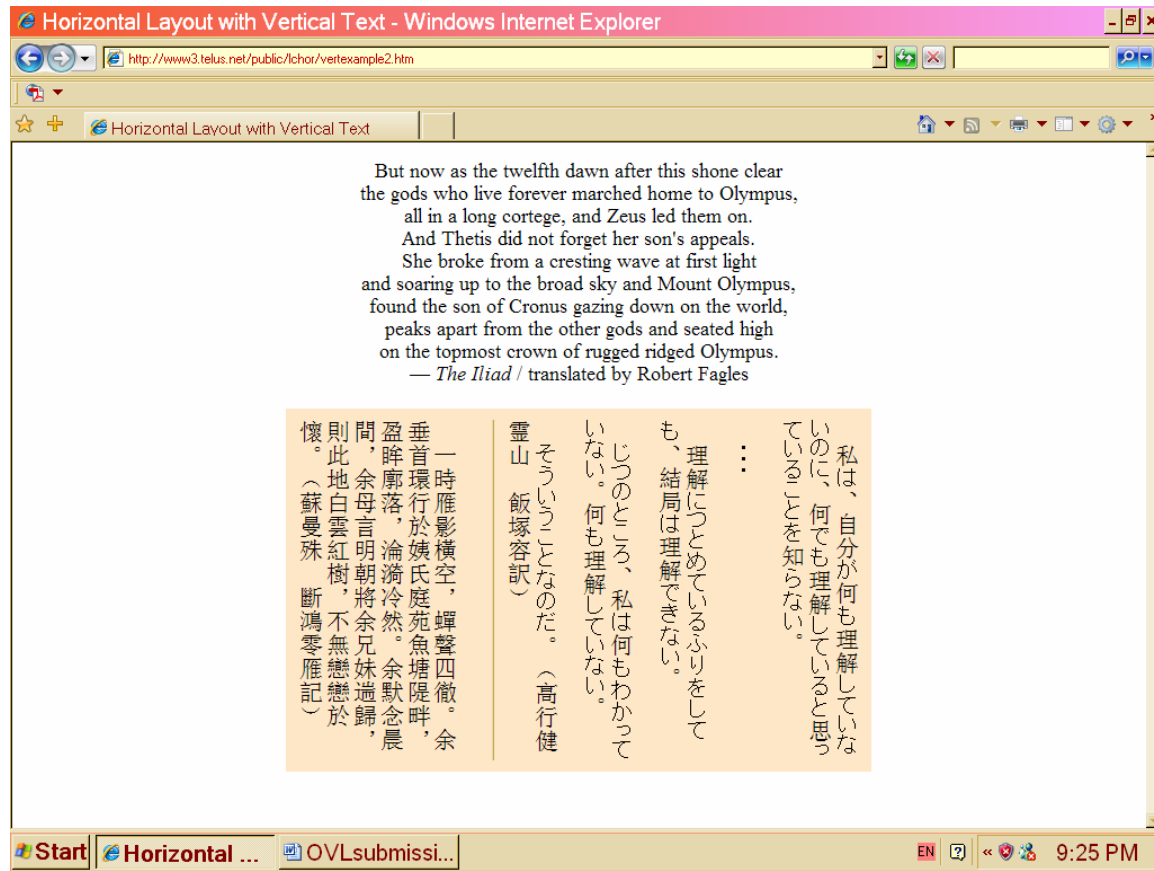 Horizontal Layout with Vertical Text - Windows Internet Explorer
http://www3.telus.net/public/lchor/vertexample2.htm
Horizontal Layout with Vertical Text
But now as the twelfth dawn after this shone clear
the gods who live forever marched home to Olympus,
all in a long cortege, and Zeus led them on.
And Thetis did not forget her son's appeals.
She broke from a cresting wave at first light
and soaring up to the broad sky and Mount Olympus,
found the son of Cronus gazing down on the world,
peaks apart from the other gods and seated high
on the topmost crown of rugged ridged Olympus.
— The Iliad / translated by Robert Fagles
私は、自分が何も理解していな
いのに、何でも理解していると思っ
ていることを知らない。
…
理解につとめているふりをして
も、結局は理解できない。
じつのところ、私は何もわかって
いない。何も理解していない。
そういうことなのだ。（高行健
霊山　飯塚容訳）
一時雁影橫空，蟬聲四徹。余
垂首環行於姨氏庭苑魚塘隄畔，
盈眸廓落，淪漪冷然。余默念晨
間，余母言明朝將余兄妹遄歸，
則此地白雲紅樹，不無戀戀於
懷。（蘇曼殊　斷鴻零雁記）
Start
Horizontal ...
OVLsubmissi...
EN
9:25 PM